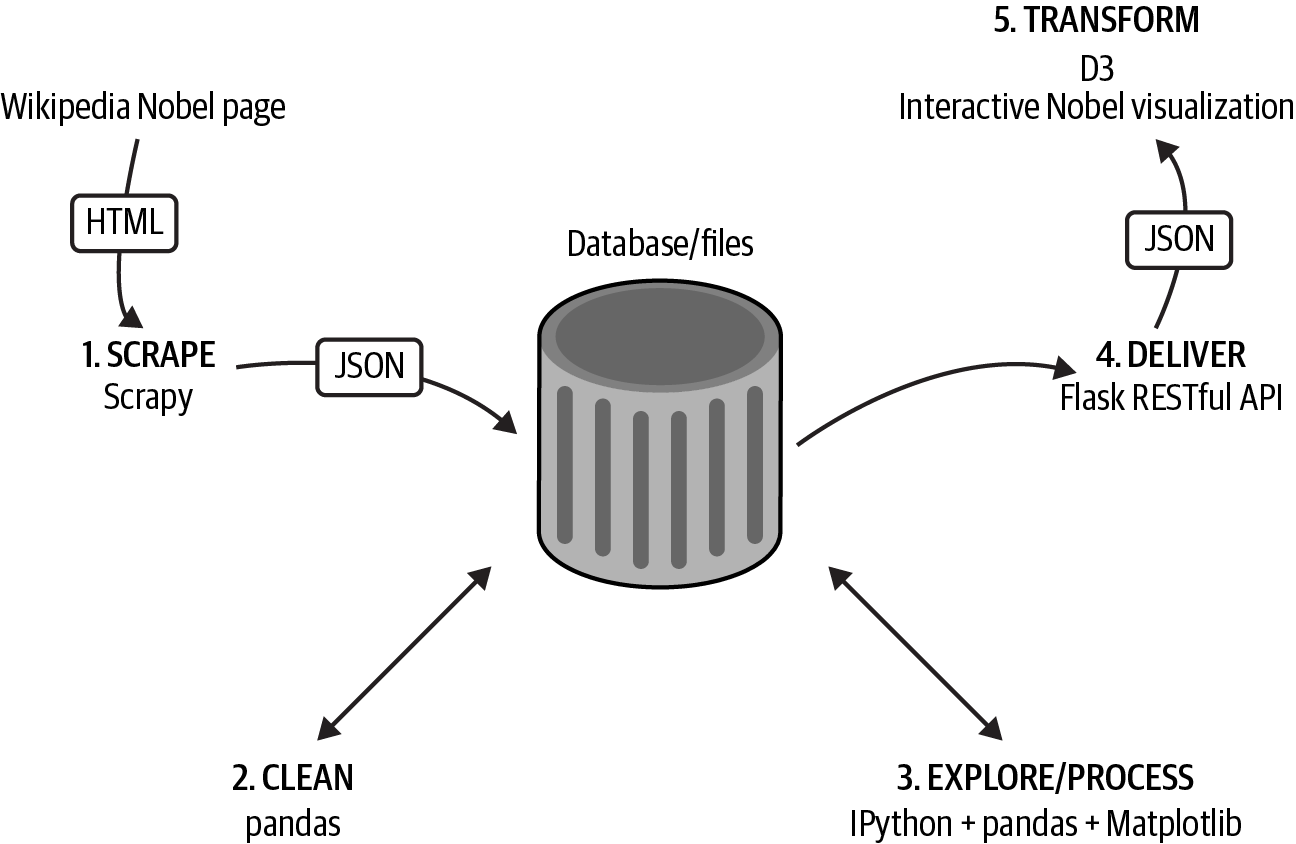 Wikipedia Nobel page
HTML
1. SCRAPE
Scrapy
JSON
Database/files
2. CLEAN
pandas
3. EXPLORE/PROCESS
IPython + pandas + Matplotlib
4. DELIVER
Flask RESTful API
JSON
5. TRANSFORM
D3
Interactive Nobel visualization